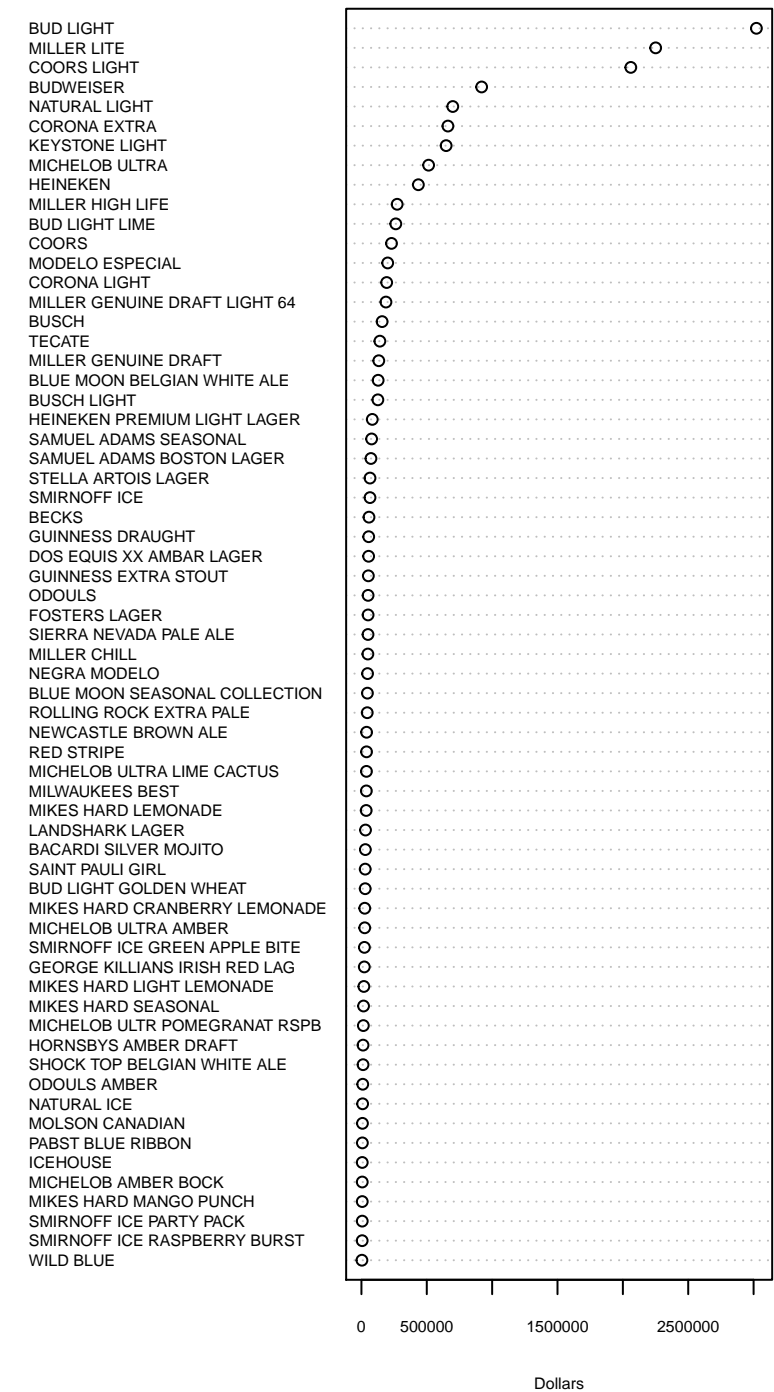 BUD LIGHT
MILLER LITE
COORS LIGHT
BUDWEISER
NATURAL LIGHT
CORONA EXTRA
KEYSTONE LIGHT
MICHELOB ULTRA
HEINEKEN
MILLER HIGH LIFE
BUD LIGHT LIME
COORS
MODELO ESPECIAL
CORONA LIGHT
MILLER GENUINE DRAFT LIGHT 64
BUSCH
TECATE
MILLER GENUINE DRAFT
BLUE MOON BELGIAN WHITE ALE
BUSCH LIGHT
HEINEKEN PREMIUM LIGHT LAGER
SAMUEL ADAMS SEASONAL
SAMUEL ADAMS BOSTON LAGER
STELLA ARTOIS LAGER
SMIRNOFF ICE
BECKS
GUINNESS DRAUGHT
DOS EQUIS XX AMBAR LAGER
GUINNESS EXTRA STOUT
ODOULS
FOSTERS LAGER
SIERRA NEVADA PALE ALE
MILLER CHILL
NEGRA MODELO
BLUE MOON SEASONAL COLLECTION
ROLLING ROCK EXTRA PALE
NEWCASTLE BROWN ALE
RED STRIPE
MICHELOB ULTRA LIME CACTUS
MILWAUKEES BEST
MIKES HARD LEMONADE
LANDSHARK LAGER
BACARDI SILVER MOJITO
SAINT PAULI GIRL
BUD LIGHT GOLDEN WHEAT
MIKES HARD CRANBERRY LEMONADE
MICHELOB ULTRA AMBER
SMIRNOFF ICE GREEN APPLE BITE
GEORGE KILLIANS IRISH RED LAG
MIKES HARD LIGHT LEMONADE
MIKES HARD SEASONAL
MICHELOB ULTR POMEGRANAT RSPB
HORNSBYS AMBER DRAFT
SHOCK TOP BELGIAN WHITE ALE
ODOULS AMBER
NATURAL ICE
MOLSON CANADIAN
PABST BLUE RIBBON
ICEHOUSE
MICHELOB AMBER BOCK
MIKES HARD MANGO PUNCH
SMIRNOFF ICE PARTY PACK
SMIRNOFF ICE RASPBERRY BURST
WILD BLUE
0 500000 1500000 2500000
Dollars